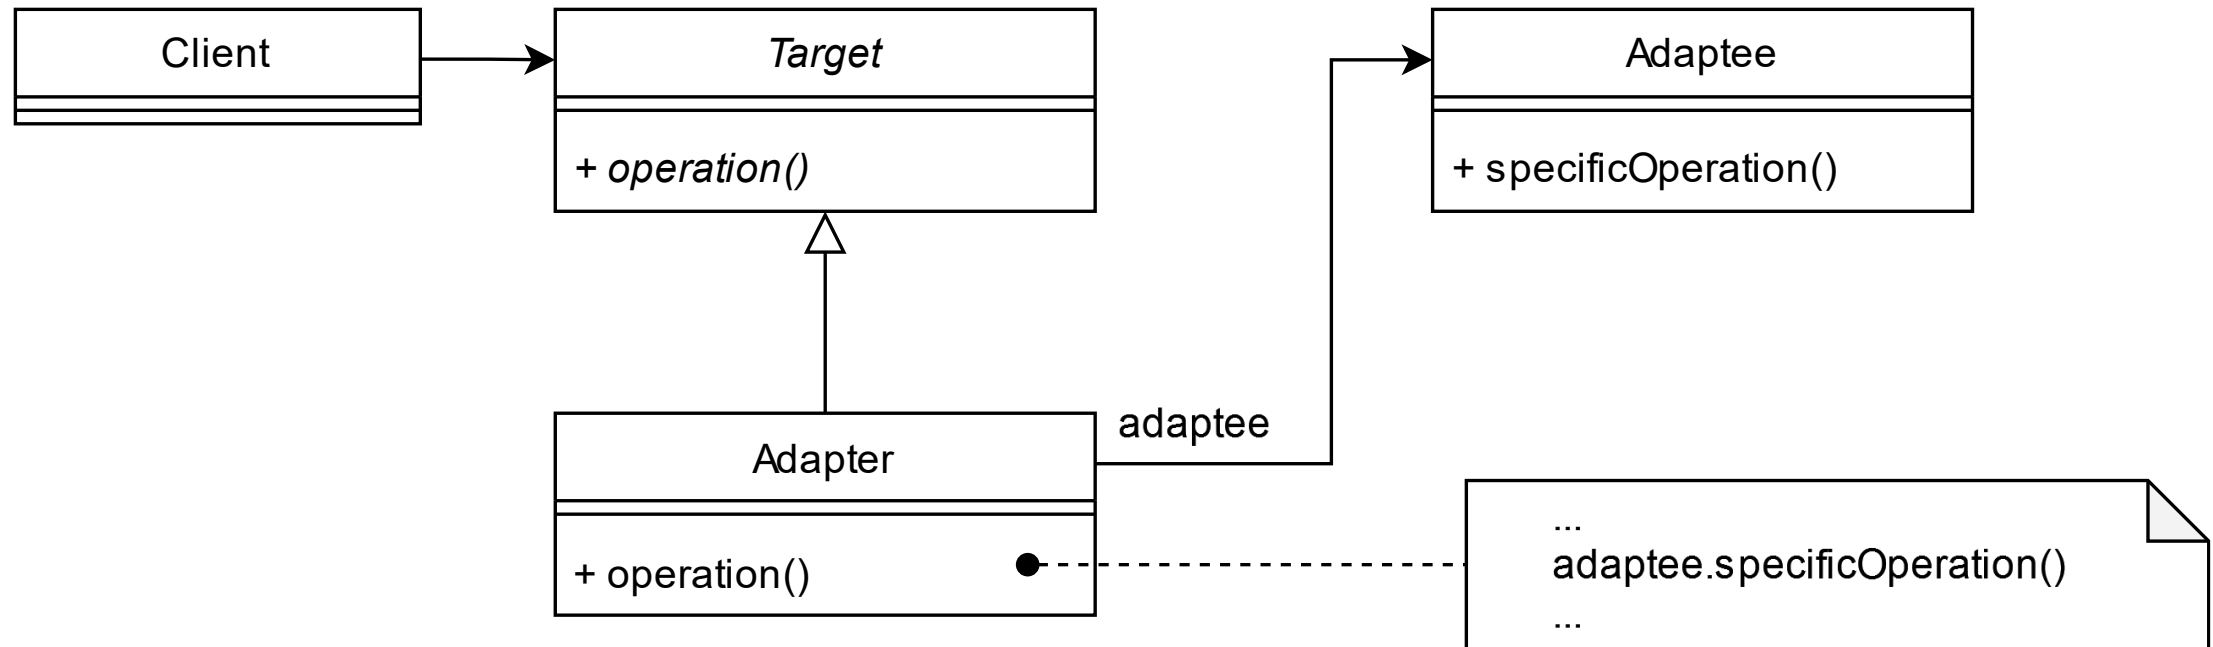 Client
Target
+ operation()
Adaptee
+ specificOperation()
adaptee
Adapter
+ operation()
...
adaptee.specificOperation()
...